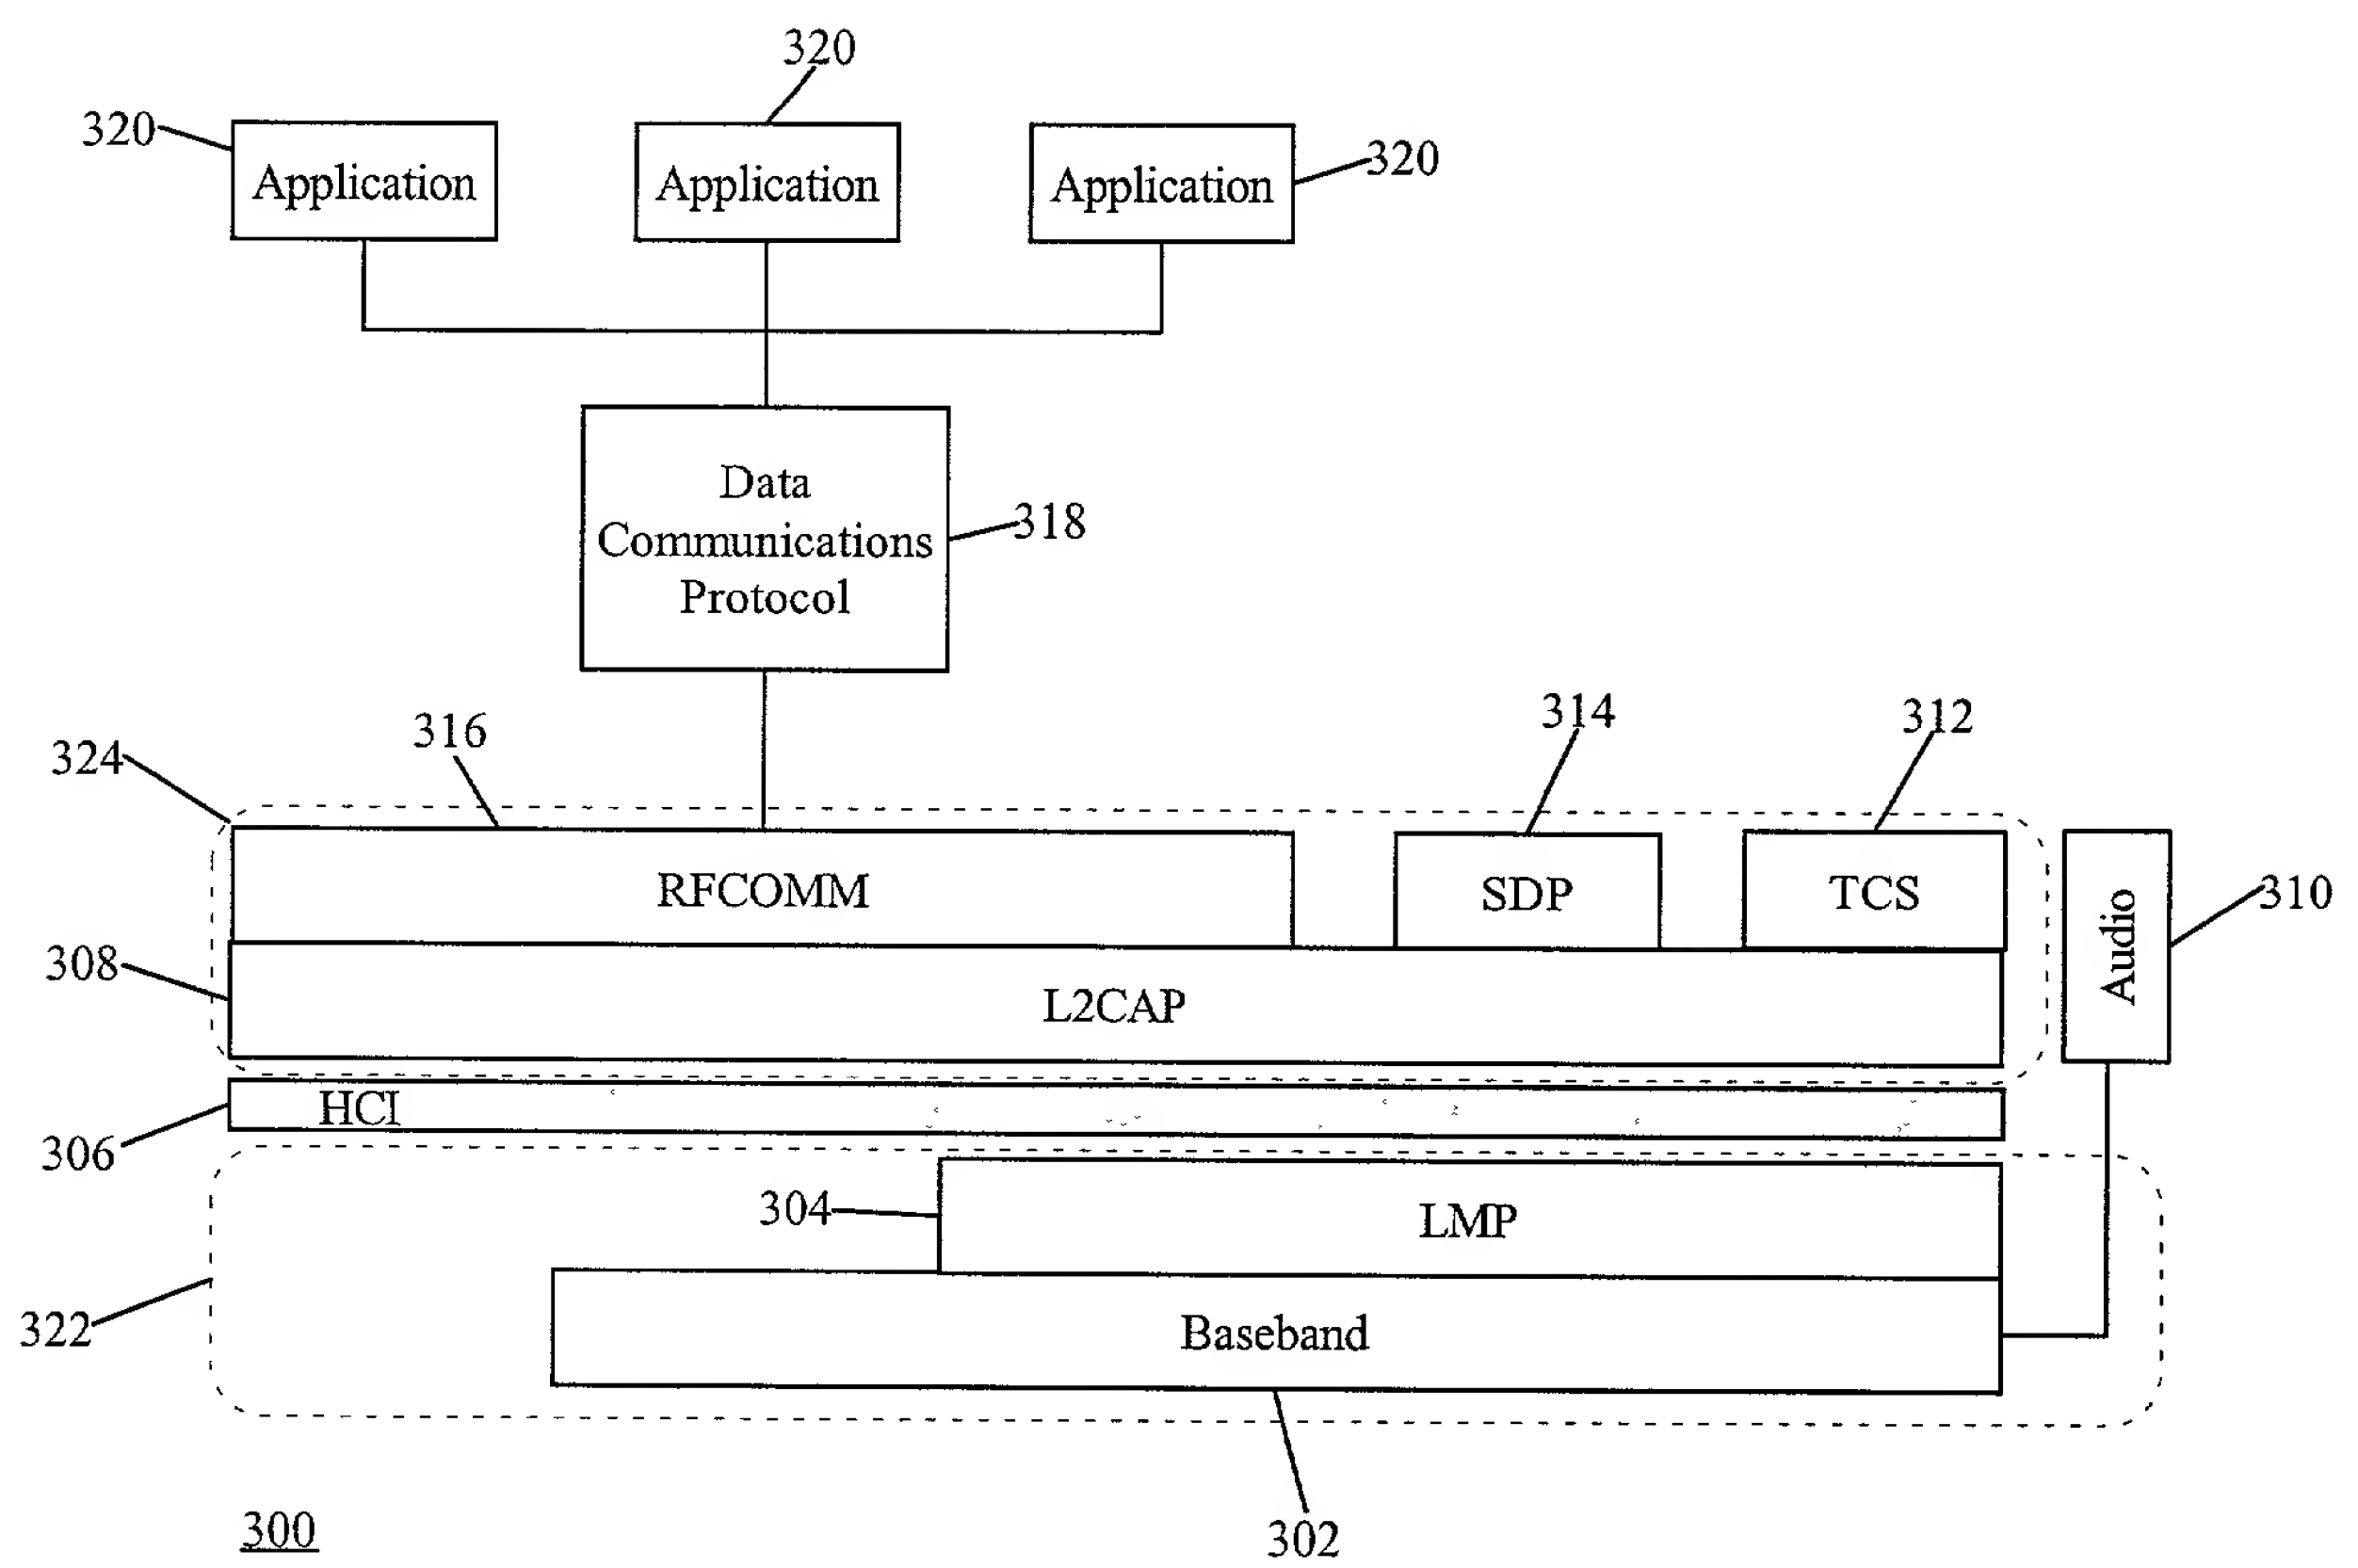 320
320
320
Application
Application
Application
Data
Communications
Protocol
318
316
314
312
324
RFCOMM
SDP
TCS
Audio
310
308
L2CAP
HCI
306
304
LMP
322
Baseband
300
302